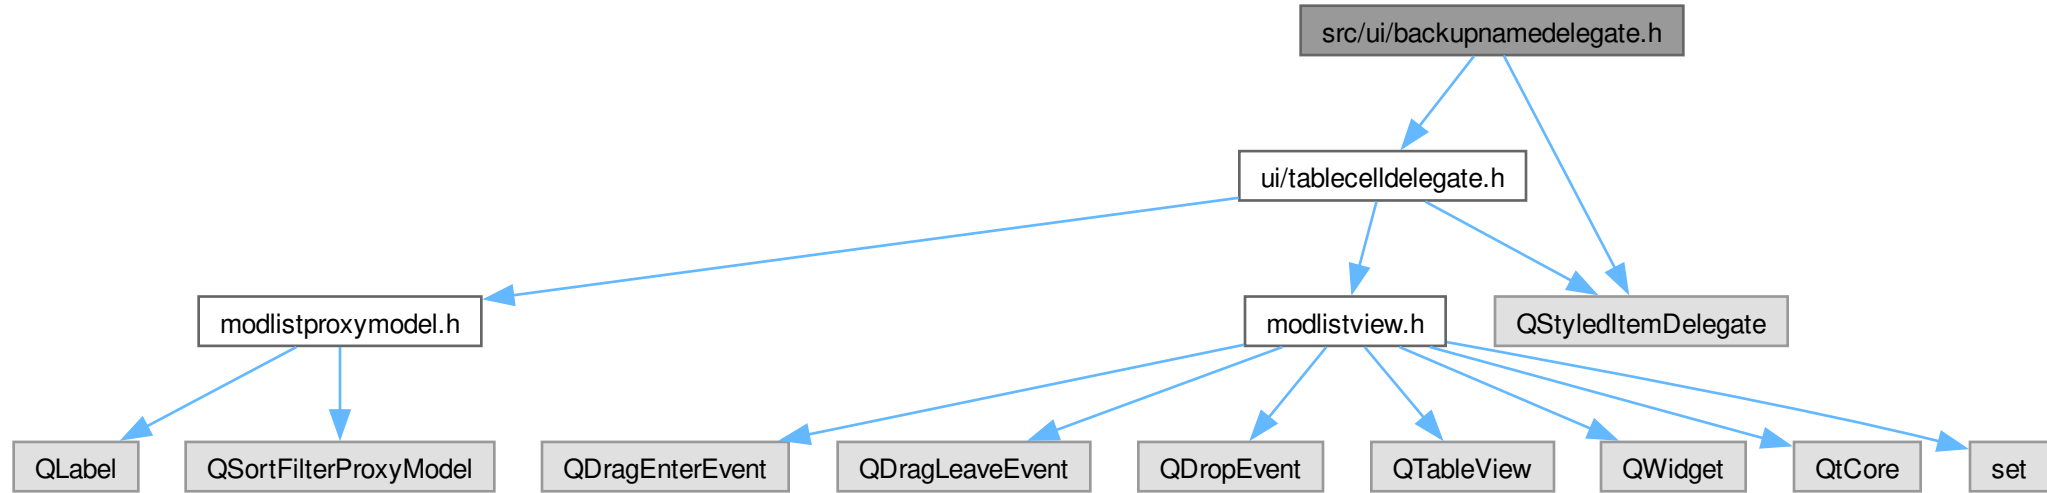 src/ui/backupnamedelegate.h
ui/tablecelldelegate.h
modlistproxymodel.h
modlistview.h
QStyledItemDelegate
QLabel
QSortFilterProxyModel
QDragEnterEvent
QDragLeaveEvent
QDropEvent
QTableView
QWidget
QtCore
set